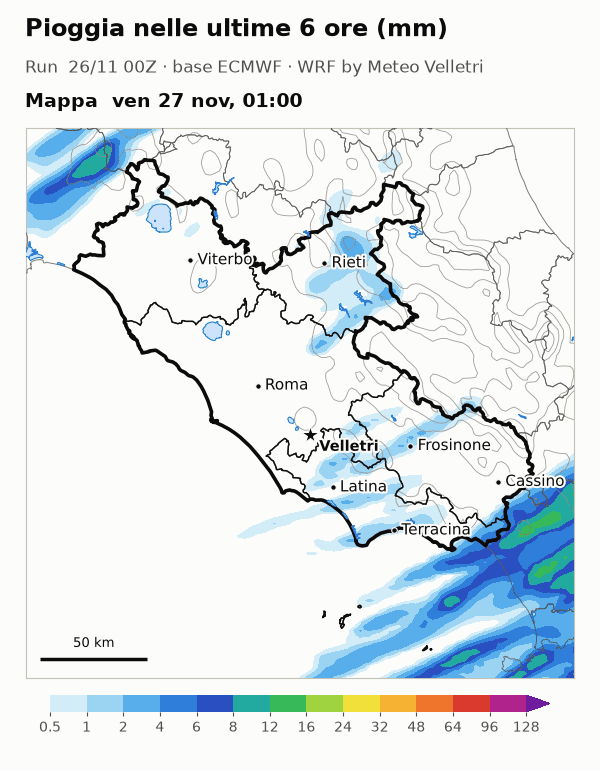 Pioggia nelle ultime 6 ore (mm)
Run  26/11 00Z · base ECMWF · WRF by Meteo Velletri
Mappa  ven 27 nov, 01:00
Viterbo
Rieti
Roma
Velletri
Frosinone
Latina
Cassino
Terracina
50 km
0.5 1 2 4 6 8 12 16 24 32 48 64 96 128